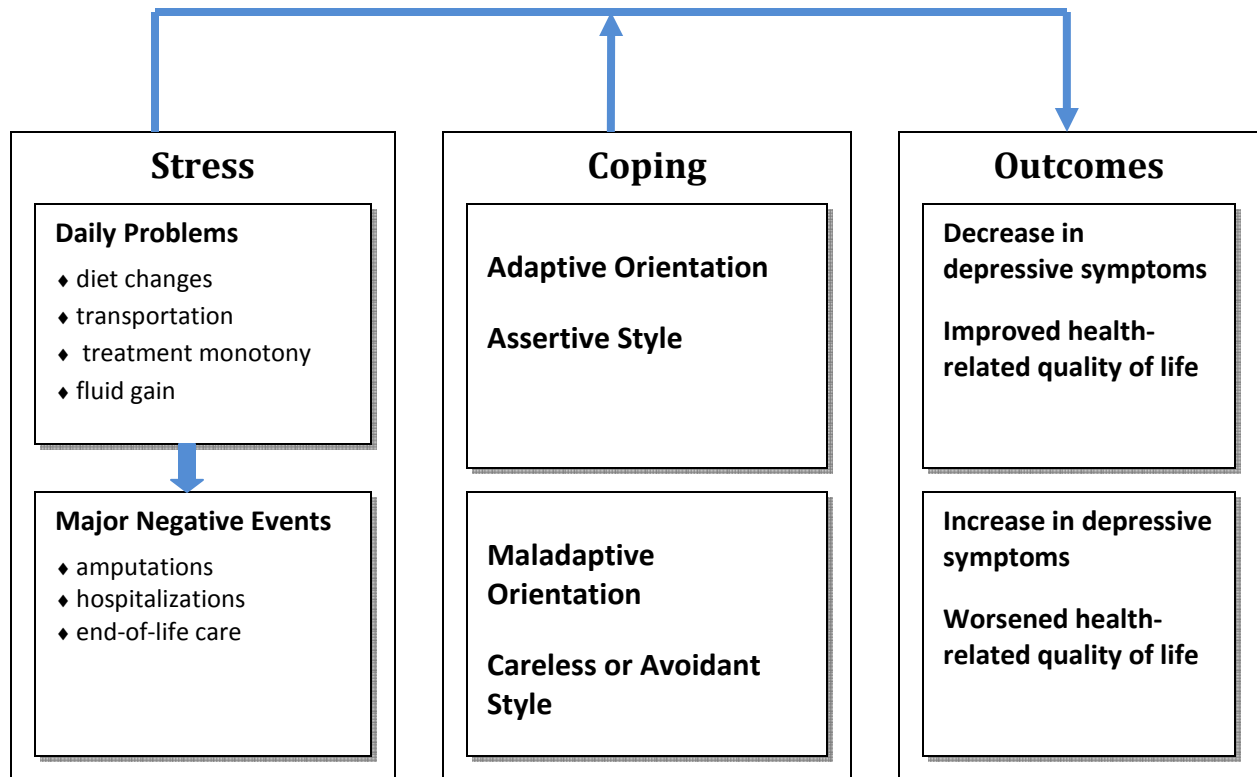 Stress
Daily Problems
♦ diet changes
♦ transportation
♦ treatment monotony
♦ fluid gain
Major Negative Events
♦ amputations
♦ hospitalizations
♦ end-of-life care
Coping
Adaptive Orientation
Assertive Style
Maladaptive
Orientation
Careless or Avoidant
Style
Outcomes
Decrease in
depressive symptoms
Improved health-
related quality of life
Increase in depressive
symptoms
Worsened health-
related quality of life